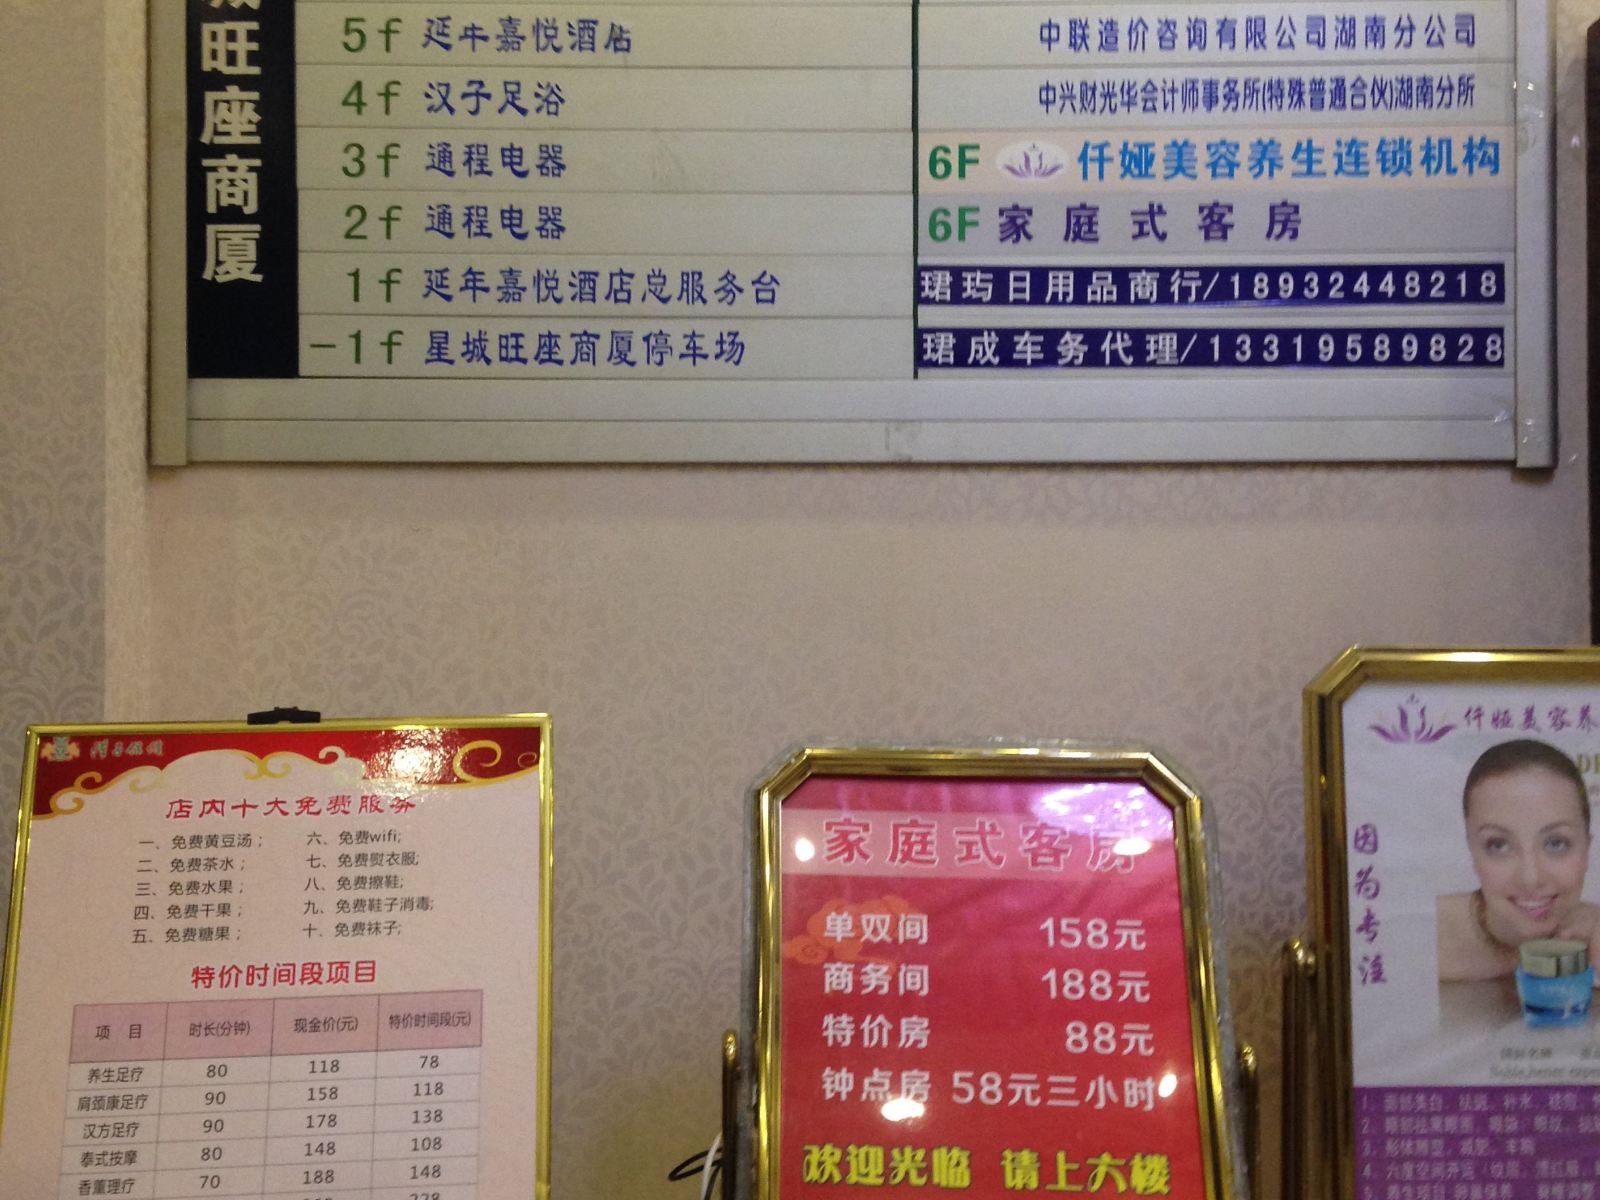 旺座商厦
5f 延年嘉悦酒店
4f 汉子足浴
3f 通程电器
2f 通程电器
1f 延年嘉悦酒店总服务台
-1f 星城旺座商厦停车场
中联造价咨询有限公司湖南分公司
中兴财光华会计师事务所(特殊普通合伙)湖南分所
6F 仟娅美容养生连锁机构
6F 家庭式客房
珺玙日用品商行/18932448218
珺成车务代理/13319589828
店内十大免费服务
一、免费黄豆汤；
二、免费茶水；
三、免费水果；
四、免费干果；
五、免费糖果；
六、免费wifi;
七、免费熨衣服;
八、免费擦鞋;
九、免费鞋子消毒;
十、免费袜子;
特价时间段项目
项 目 时长(分钟) 现金价(元) 特价时间段(元)
养生足疗 80 118 78
肩颈康足疗 90 158 118
汉方足疗 90 178 138
泰式按摩 80 148 108
香薰理疗 70 188 148
家庭式客房
单双间 158元
商务间 188元
特价房 88元
钟点房 58元三小时
欢迎光临 请上六楼
仟娅美容养
因为专注